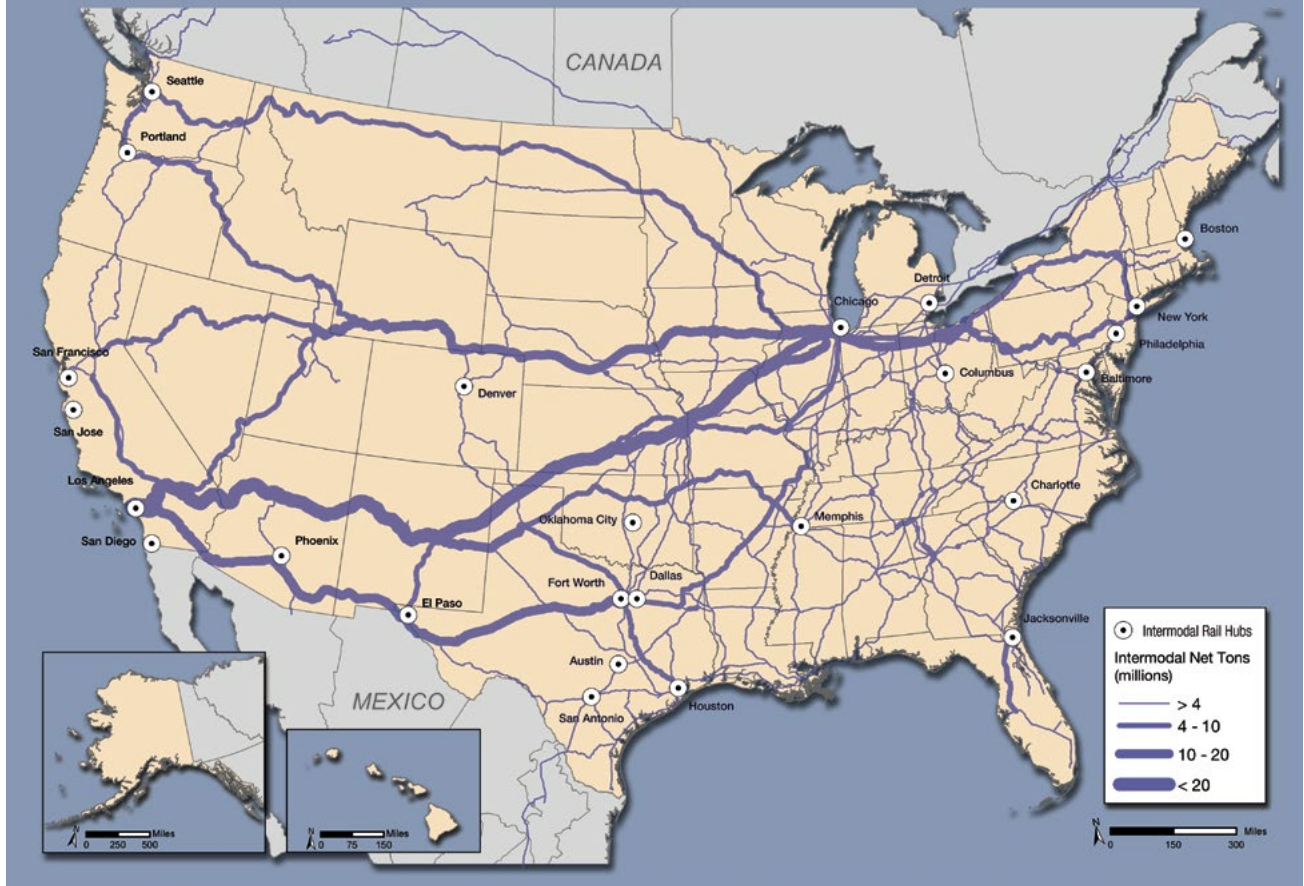 CANADA
Seattle
Portland
Boston
Detroit
Chicago
New York
Philadelphia
San Francisco
Columbus
Baltimore
Denver
San Jose
Los Angeles
Charlotte
Memphis
Oklahoma City
San Diego
Phoenix
Fort Worth
Dallas
El Paso
Jacksonville
Intermodal Rail Hubs
Intermodal Net Tons
(millions)
> 4
4 - 10
10 - 20
< 20
Austin
MEXICO
San Antonio
Houston
N
Miles
0 250 500
N
Miles
0 75 150
N
Miles
0 150 300